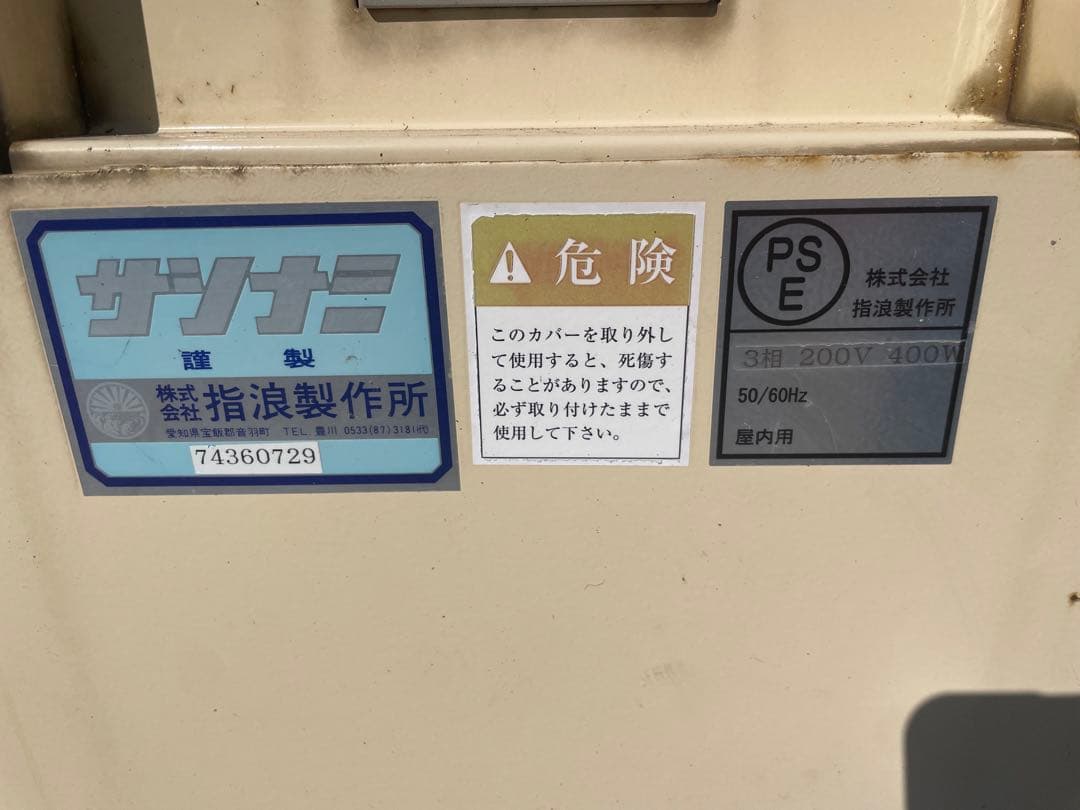 サンナミ
謹製
株式会社 指浪製作所
愛知県宝飯郡音羽町 TEL. 豊川 0533(87)3181(代)
74360729
危険
このカバーを取り外し
て使用すると、死傷す
ることがありますので、
必ず取り付けたままで
使用して下さい。
PS
E
株式会社
指浪製作所
3相 200V 400W
50/60Hz
屋内用